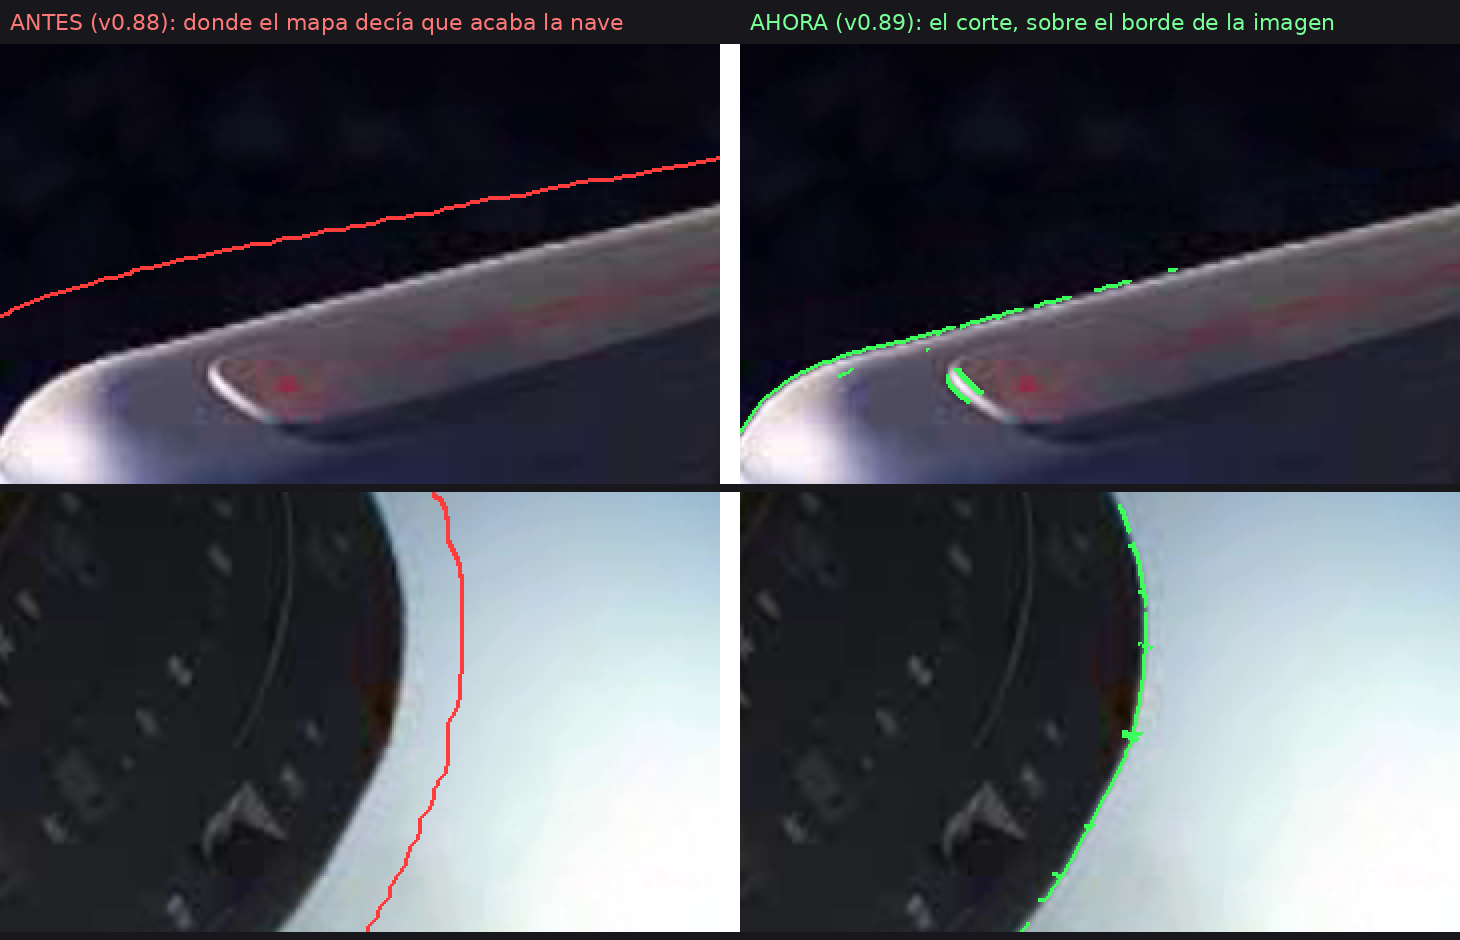 ANTES (v0.88): donde el mapa decía que acaba la nave
AHORA (v0.89): el corte, sobre el borde de la imagen